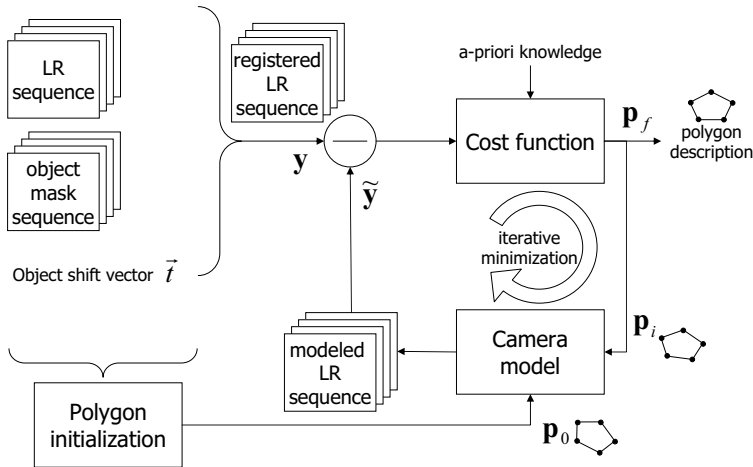 LR
sequence
object
mask
sequence
Object shift vector t⃗
registered
LR
sequence
y
ỹ
a-priori knowledge
Cost function
p_f
polygon
description
iterative
minimization
p_i
Camera
model
modeled
LR
sequence
Polygon
initialization
p_0